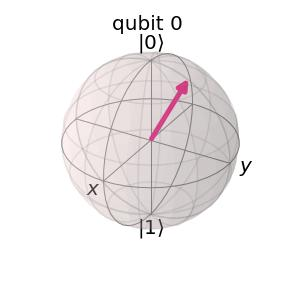 qubit 0
|0⟩
x
y
|1⟩